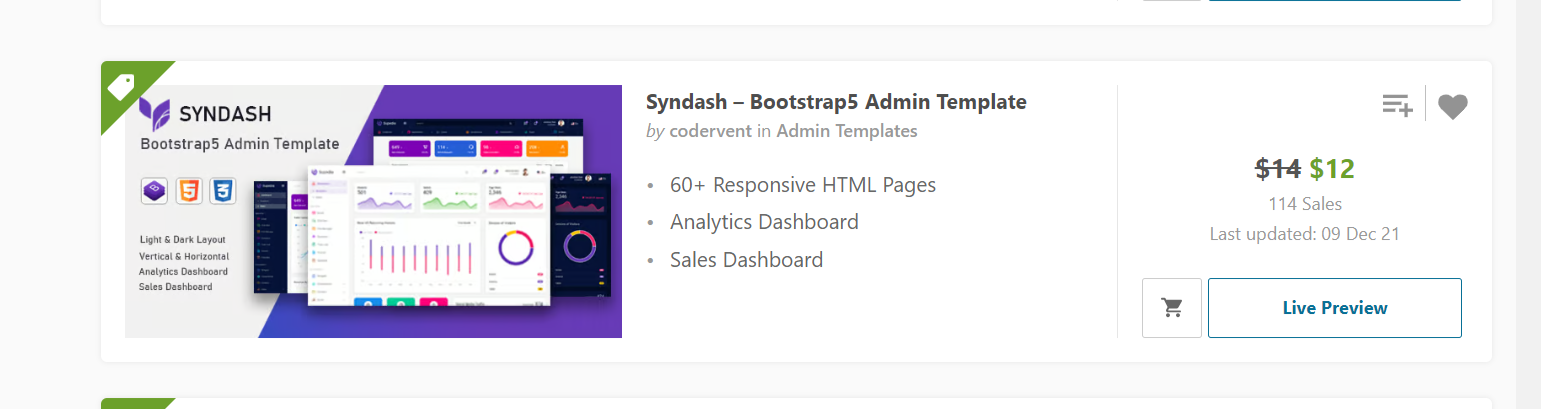 SYNDASH
Bootstrap5 Admin Template
Light & Dark Layout
Vertical & Horizontal
Analytics Dashboard
Sales Dashboard
Syndash – Bootstrap5 Admin Template
by codervent in Admin Templates
• 60+ Responsive HTML Pages
• Analytics Dashboard
• Sales Dashboard
$14 $12
114 Sales
Last updated: 09 Dec 21
Live Preview